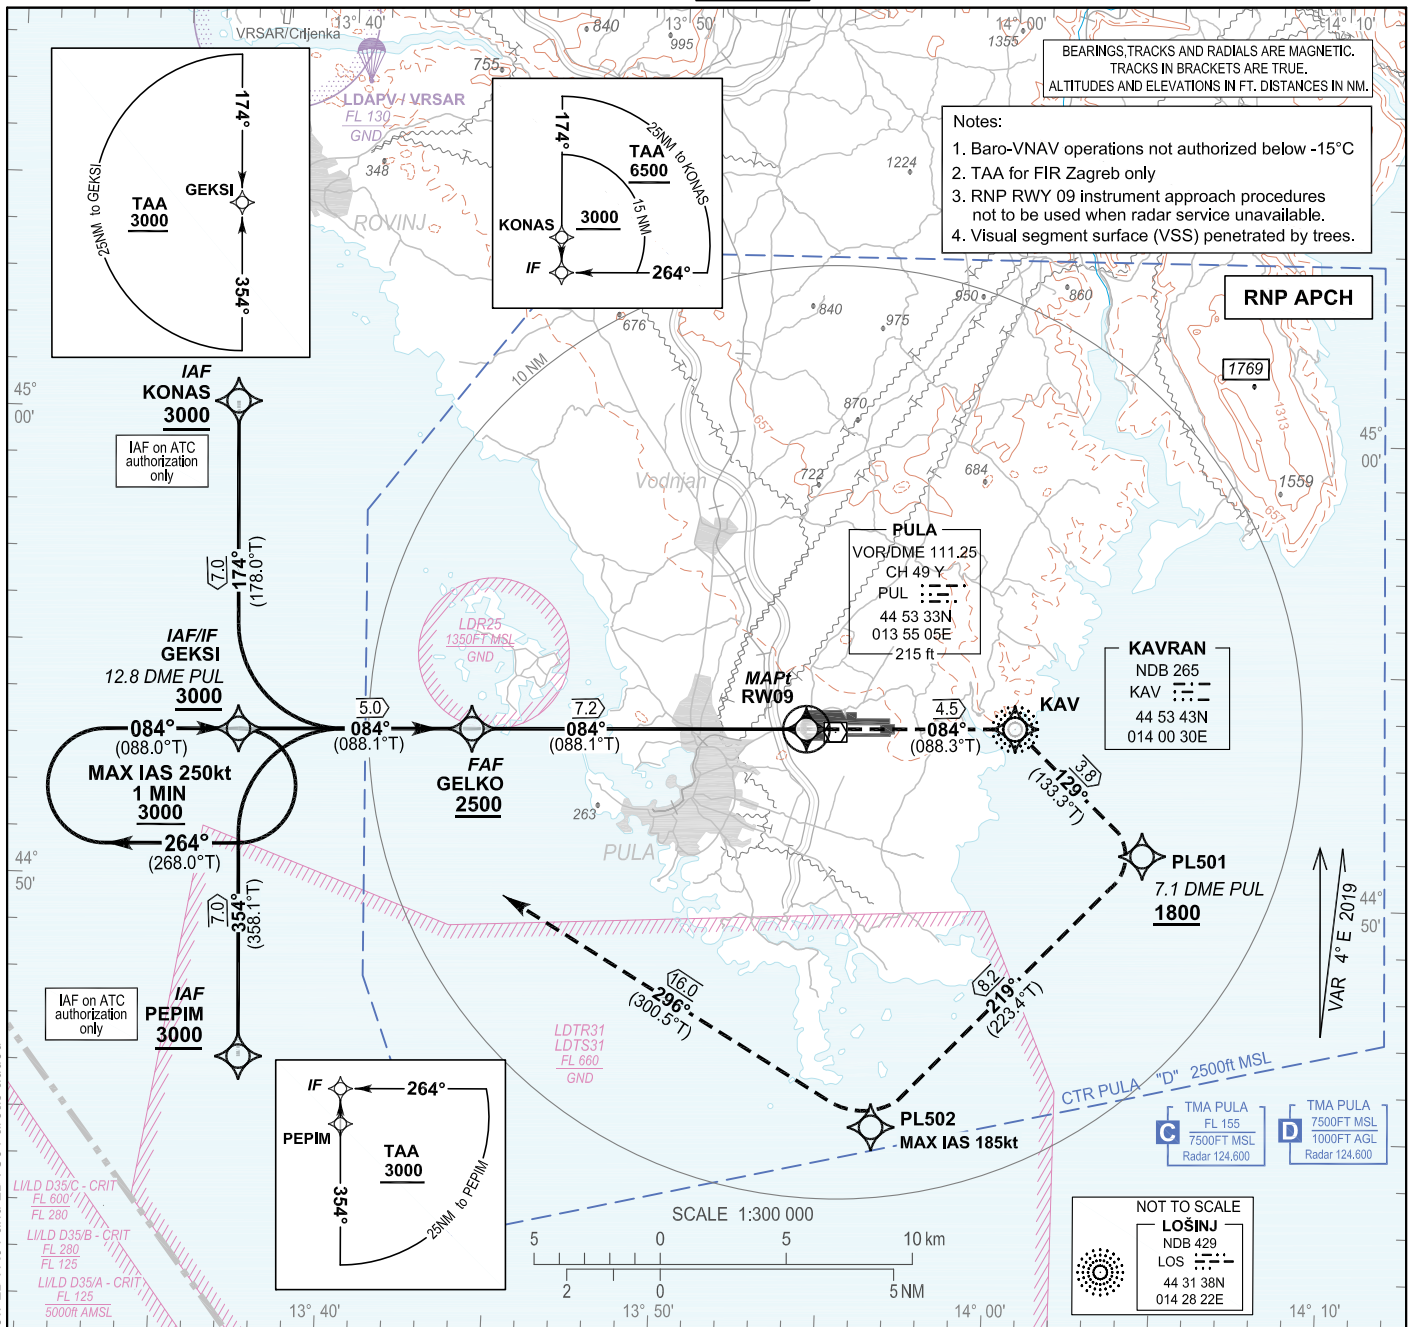 13° 40'
13° 50'
14° 00'
14° 10'
VRSAR/Crljenka
840
995
1355
755
BEARINGS,TRACKS AND RADIALS ARE MAGNETIC.
TRACKS IN BRACKETS ARE TRUE.
ALTITUDES AND ELEVATIONS IN FT. DISTANCES IN NM.
LDAPV / VRSAR
FL 130
GND
348
ROVINJ
174°
GEKSI
TAA
3000
25NM to GEKSI
354°
174°
TAA
6500
25NM to KONAS
KONAS
3000
15 NM
IF
264°
1224
Notes:
1. Baro-VNAV operations not authorized below -15°C
2. TAA for FIR Zagreb only
3. RNP RWY 09 instrument approach procedures
not to be used when radar service unavailable.
4. Visual segment surface (VSS) penetrated by trees.
RNP APCH
950
860
840
975
676
10 NM
1769
1313
870
657
45°
00'
45°
00'
IAF
KONAS
3000
IAF on ATC
authorization
only
Vodnjan
722
684
1559
657
7.0
174°
(178.0°T)
PULA
VOR/DME 111.25
CH 49 Y
PUL
44 53 33N
013 55 05E
215 ft
LDR25
1350FT MSL
GND
IAF/IF
GEKSI
12.8 DME PUL
3000
MAPt
RW09
KAVRAN
NDB 265
KAV
44 53 43N
014 00 30E
KAV
084°
(088.0°T)
5.0
084°
(088.1°T)
7.2
084°
(088.1°T)
4.5
084°
(088.3°T)
MAX IAS 250kt
1 MIN
3000
FAF
GELKO
2500
3.8
129°
(133.3°T)
264°
(268.0°T)
263
PULA
44°
50'
44°
50'
PL501
7.1 DME PUL
1800
7.0
354°
(358.1°T)
VAR 4° E 2019
16.0
296°
(300.5°T)
8.2
219°
(223.4°T)
IAF on ATC
authorization
only
IAF
PEPIM
3000
LDTR31
LDTS31
FL 660
GND
IF
264°
PEPIM
TAA
3000
354°
25NM to PEPIM
PL502
MAX IAS 185kt
CTR PULA "D" 2500ft MSL
C
TMA PULA
FL 155
7500FT MSL
Radar 124.600
D
TMA PULA
7500FT MSL
1000FT AGL
Radar 124.600
LI/LD D35/C - CRIT
FL 600
FL 280
LI/LD D35/B - CRIT
FL 280
FL 125
LI/LD D35/A - CRIT
FL 125
5000ft AMSL
SCALE 1:300 000
5 0 5 10 km
2 0 5 NM
NOT TO SCALE
LOŠINJ
NDB 429
LOS
44 31 38N
014 28 22E
13° 40'
13° 50'
14° 00'
14° 10'